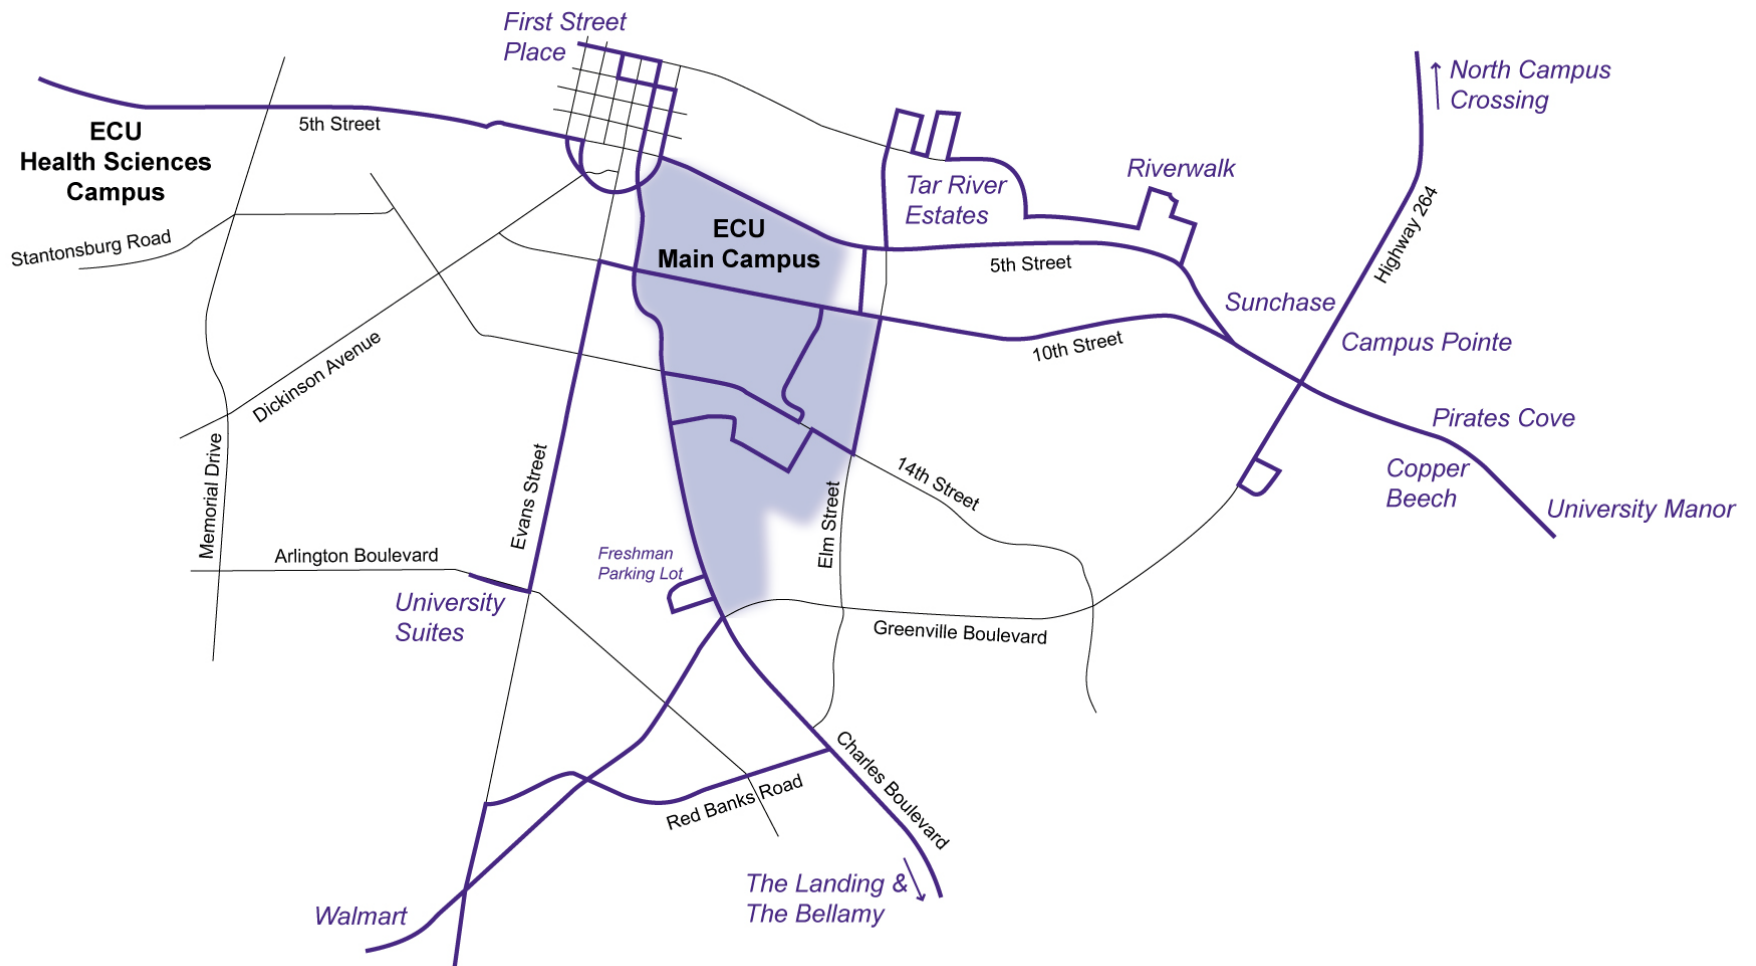 First Street
Place
North Campus
Crossing
5th Street
ECU
Health Sciences
Campus
Riverwalk
Tar River
Estates
Highway 264
ECU
Main Campus
Stantonsburg Road
5th Street
Sunchase
Campus Pointe
10th Street
Dickinson Avenue
Pirates Cove
Copper
Beech
University Manor
14th Street
Memorial Drive
Evans Street
Elm Street
Arlington Boulevard
Freshman
Parking Lot
University
Suites
Greenville Boulevard
Charles Boulevard
Red Banks Road
The Landing &
The Bellamy
Walmart